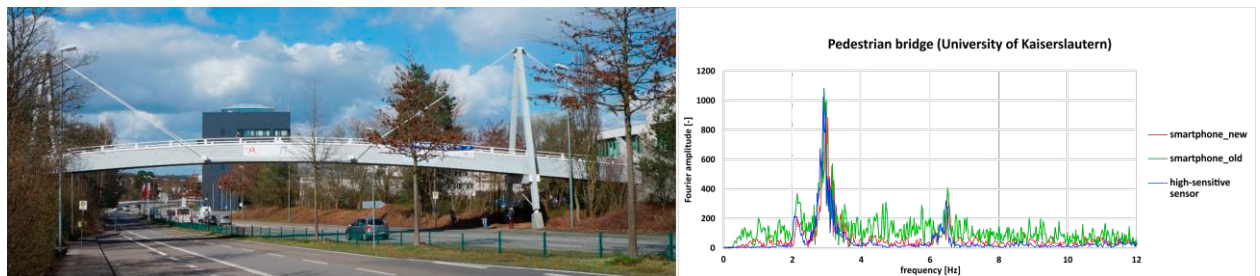 Pedestrian bridge (University of Kaiserslautern)
Fourier amplitude [-]
1200
1000
800
600
400
200
0
0 2 4 6 8 10 12
frequency [Hz]
smartphone_new
smartphone_old
high-sensitive
sensor